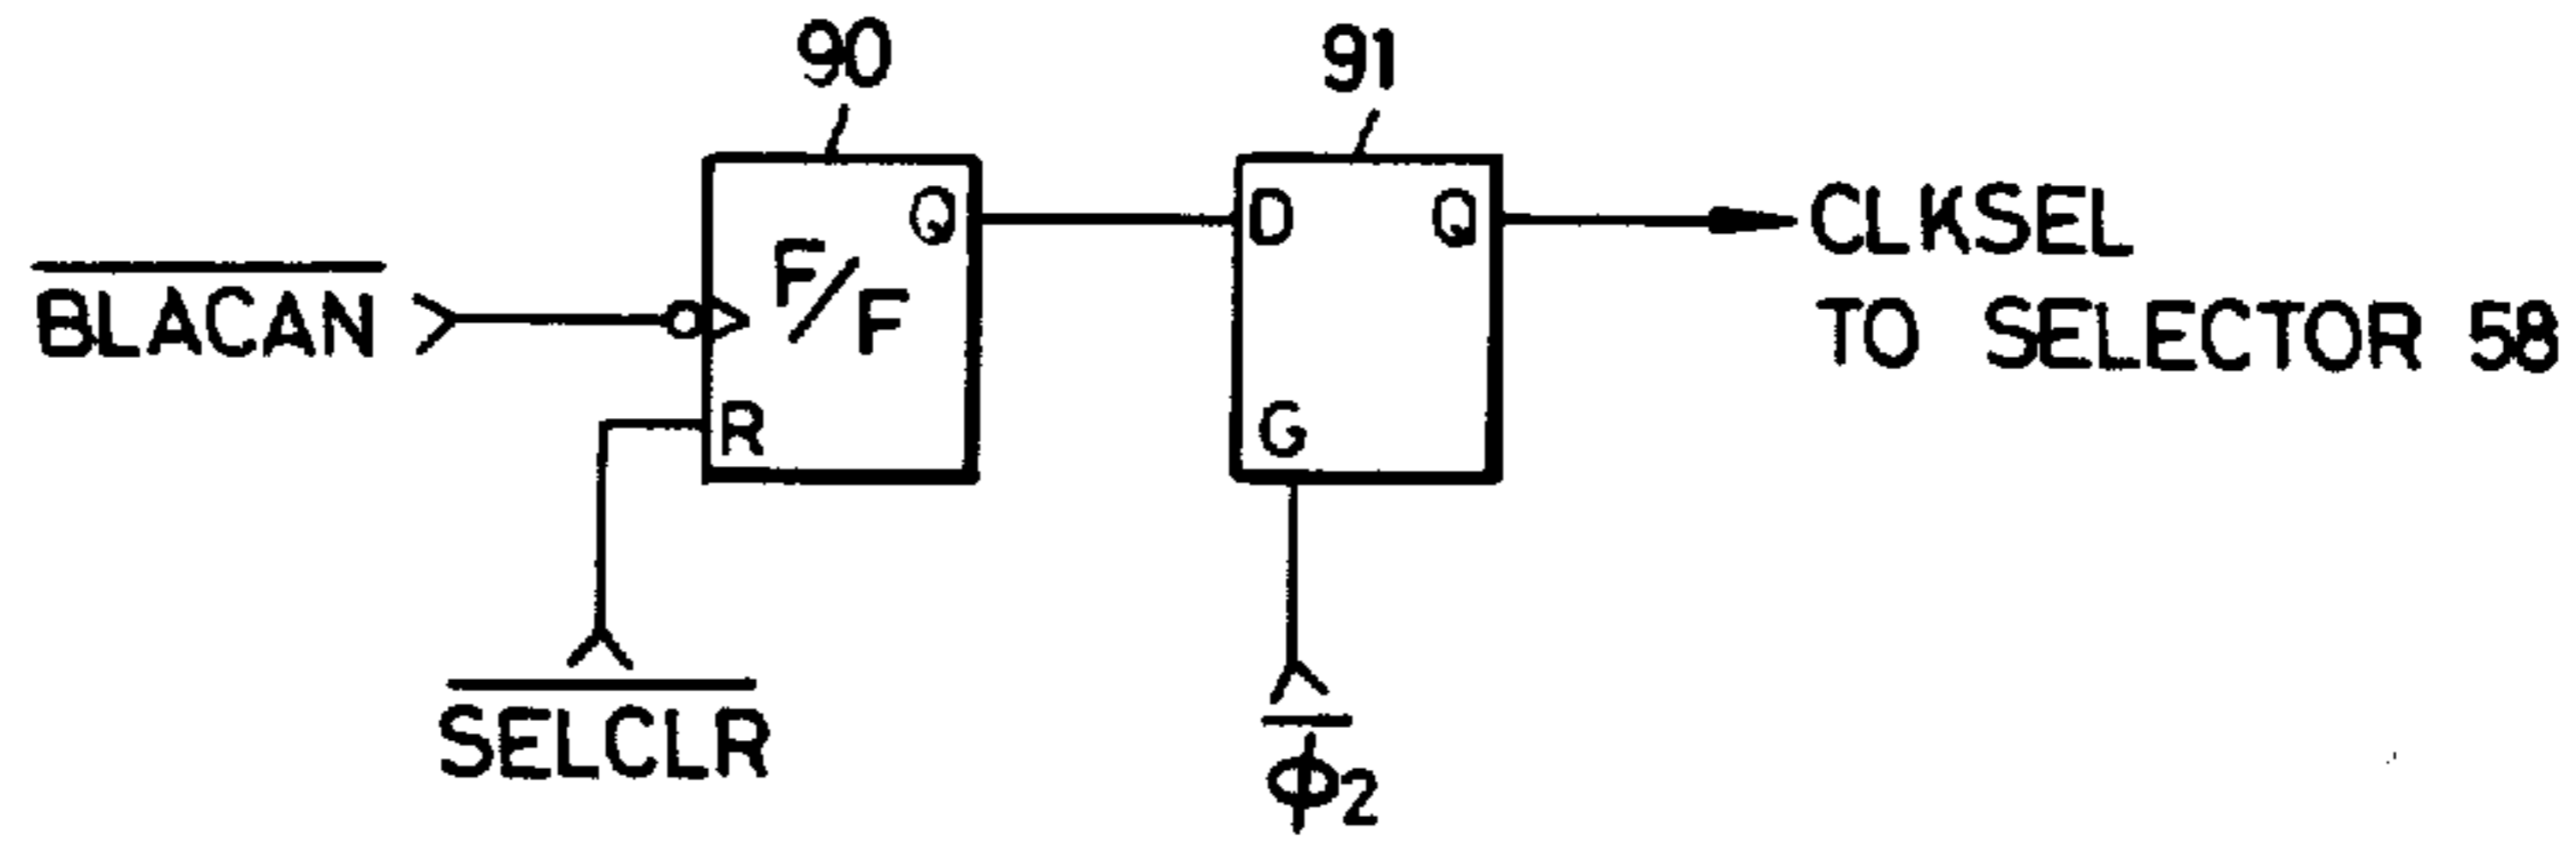 90
91
Q
D
Q
CLKSEL
F/F
BLACAN
TO SELECTOR 58
R
G
SELCLR
ϕ2